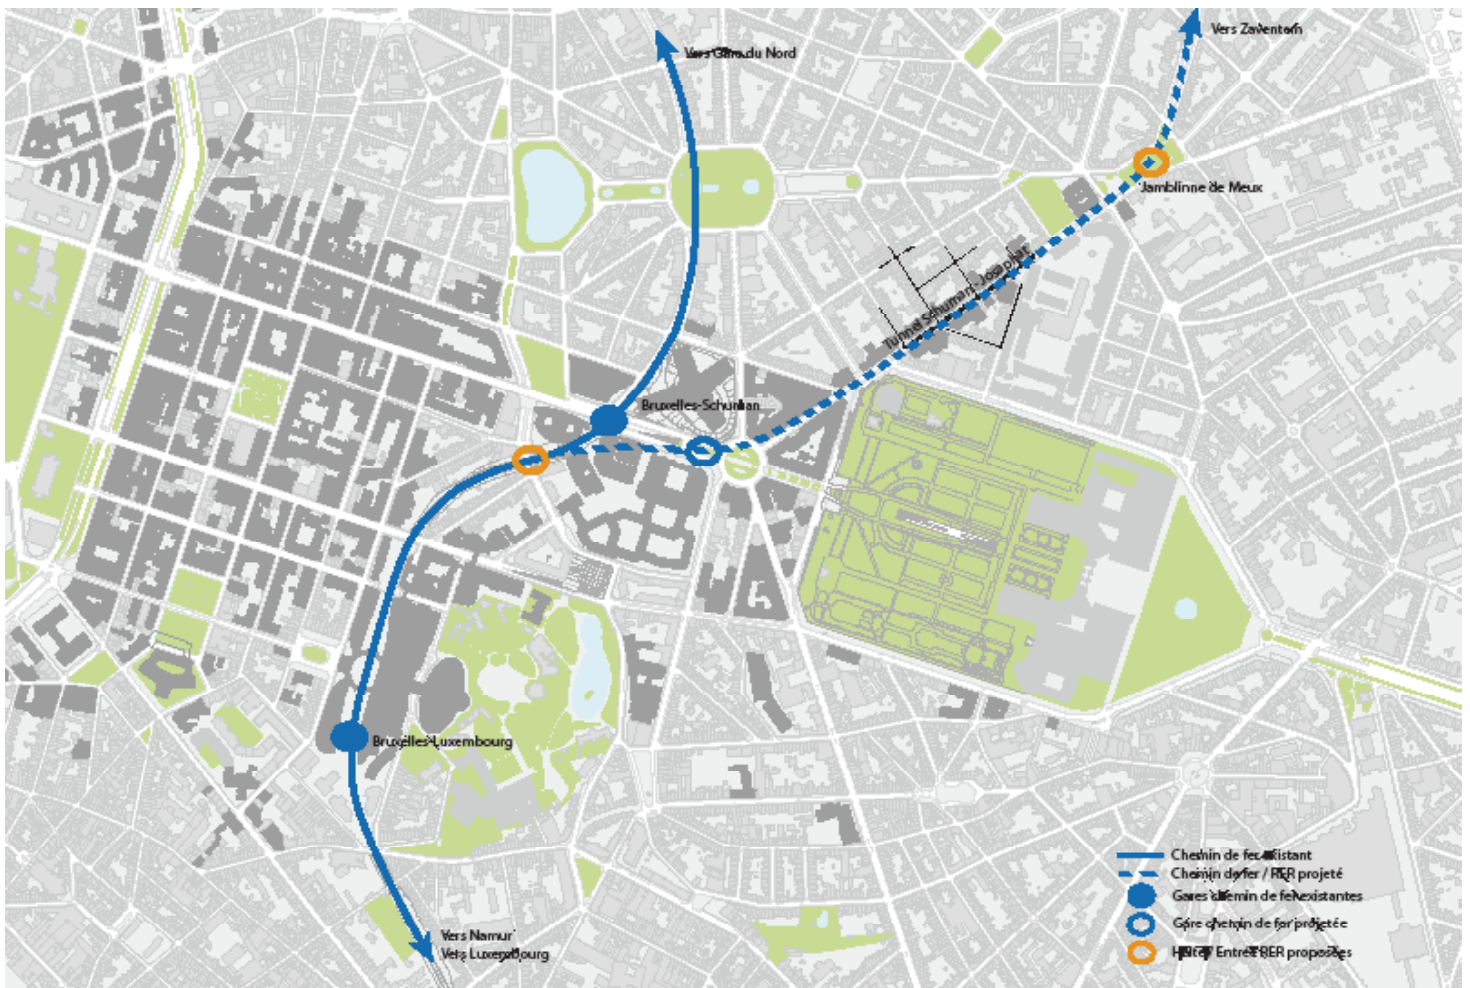 Vers Gare du Nord
Vers Zaventem
Jamblinne de Meux
Tunnel Schuman-Josaphat
Bruxelles-Schuman
Bruxelles-Luxembourg
Vers Namur
Vers Luxembourg
Chemin de fer existant
Chemin de fer / RER projeté
Gares chemin de fer existantes
Gare chemin de fer projetée
Haltes / Entrée RER proposées